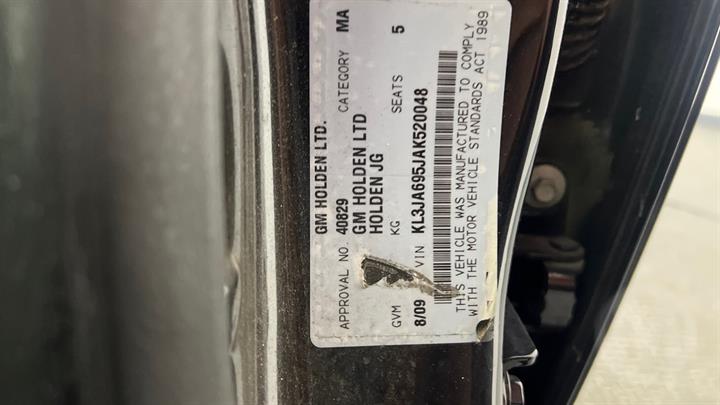 GM HOLDEN LTD.
APPROVAL NO. 40829 CATEGORY MA
GM HOLDEN LTD
HOLDEN JG
GVM KG SEATS 5
8/09 VIN KL3JA695JAK520048
THIS VEHICLE WAS MANUFACTURED TO COMPLY
WITH THE MOTOR VEHICLE STANDARDS ACT 1989